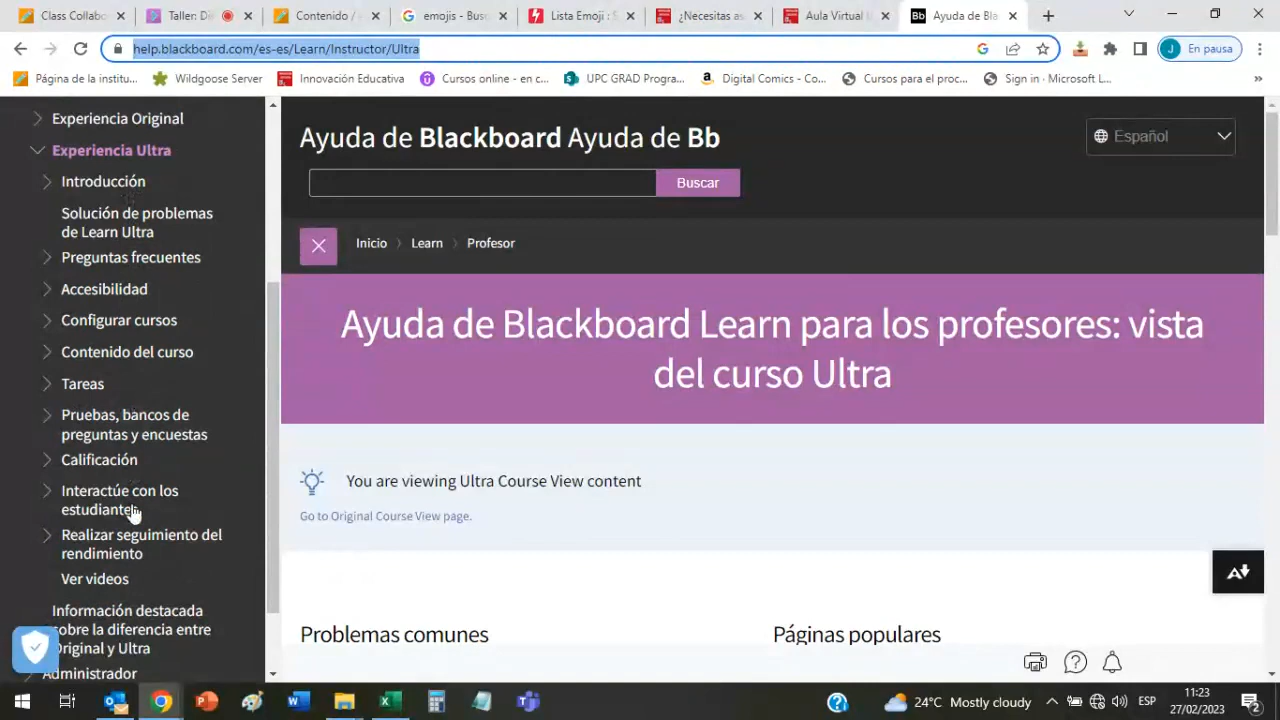 Class Collabo
Tallen D
Contenido
emojis - Bu
Lista Emoji : S
¿Necesitas as
Aula Virtual
Bb Ayuda de Bla
help.blackboard.com/es-es/Learn/Instructor/Ultra
J En pausa
Página de la institu...
Wildgoose Server
Innovación Educativa
Cursos online - en c...
UPC GRAD Progra...
Digital Comics - Co...
Cursos para el proc...
Sign in · Microsoft L...
»
Experiencia Original
Experiencia Ultra
Introducción
Solución de problemas
de Learn Ultra
Preguntas frecuentes
Accesibilidad
Configurar cursos
Contenido del curso
Tareas
Pruebas, bancos de
preguntas y encuestas
Calificación
Interactúe con los
estudiantes
Realizar seguimiento del
rendimiento
Ver videos
Información destacada
sobre la diferencia entre
Original y Ultra
Administrador
Ayuda de Blackboard Ayuda de Bb
Español
Buscar
Inicio
Learn
Profesor
Ayuda de Blackboard Learn para los profesores: vista
del curso Ultra
You are viewing Ultra Course View content
Go to Original Course View page.
Problemas comunes
Páginas populares
24°C Mostly cloudy
ESP
11:23
27/02/2023
2